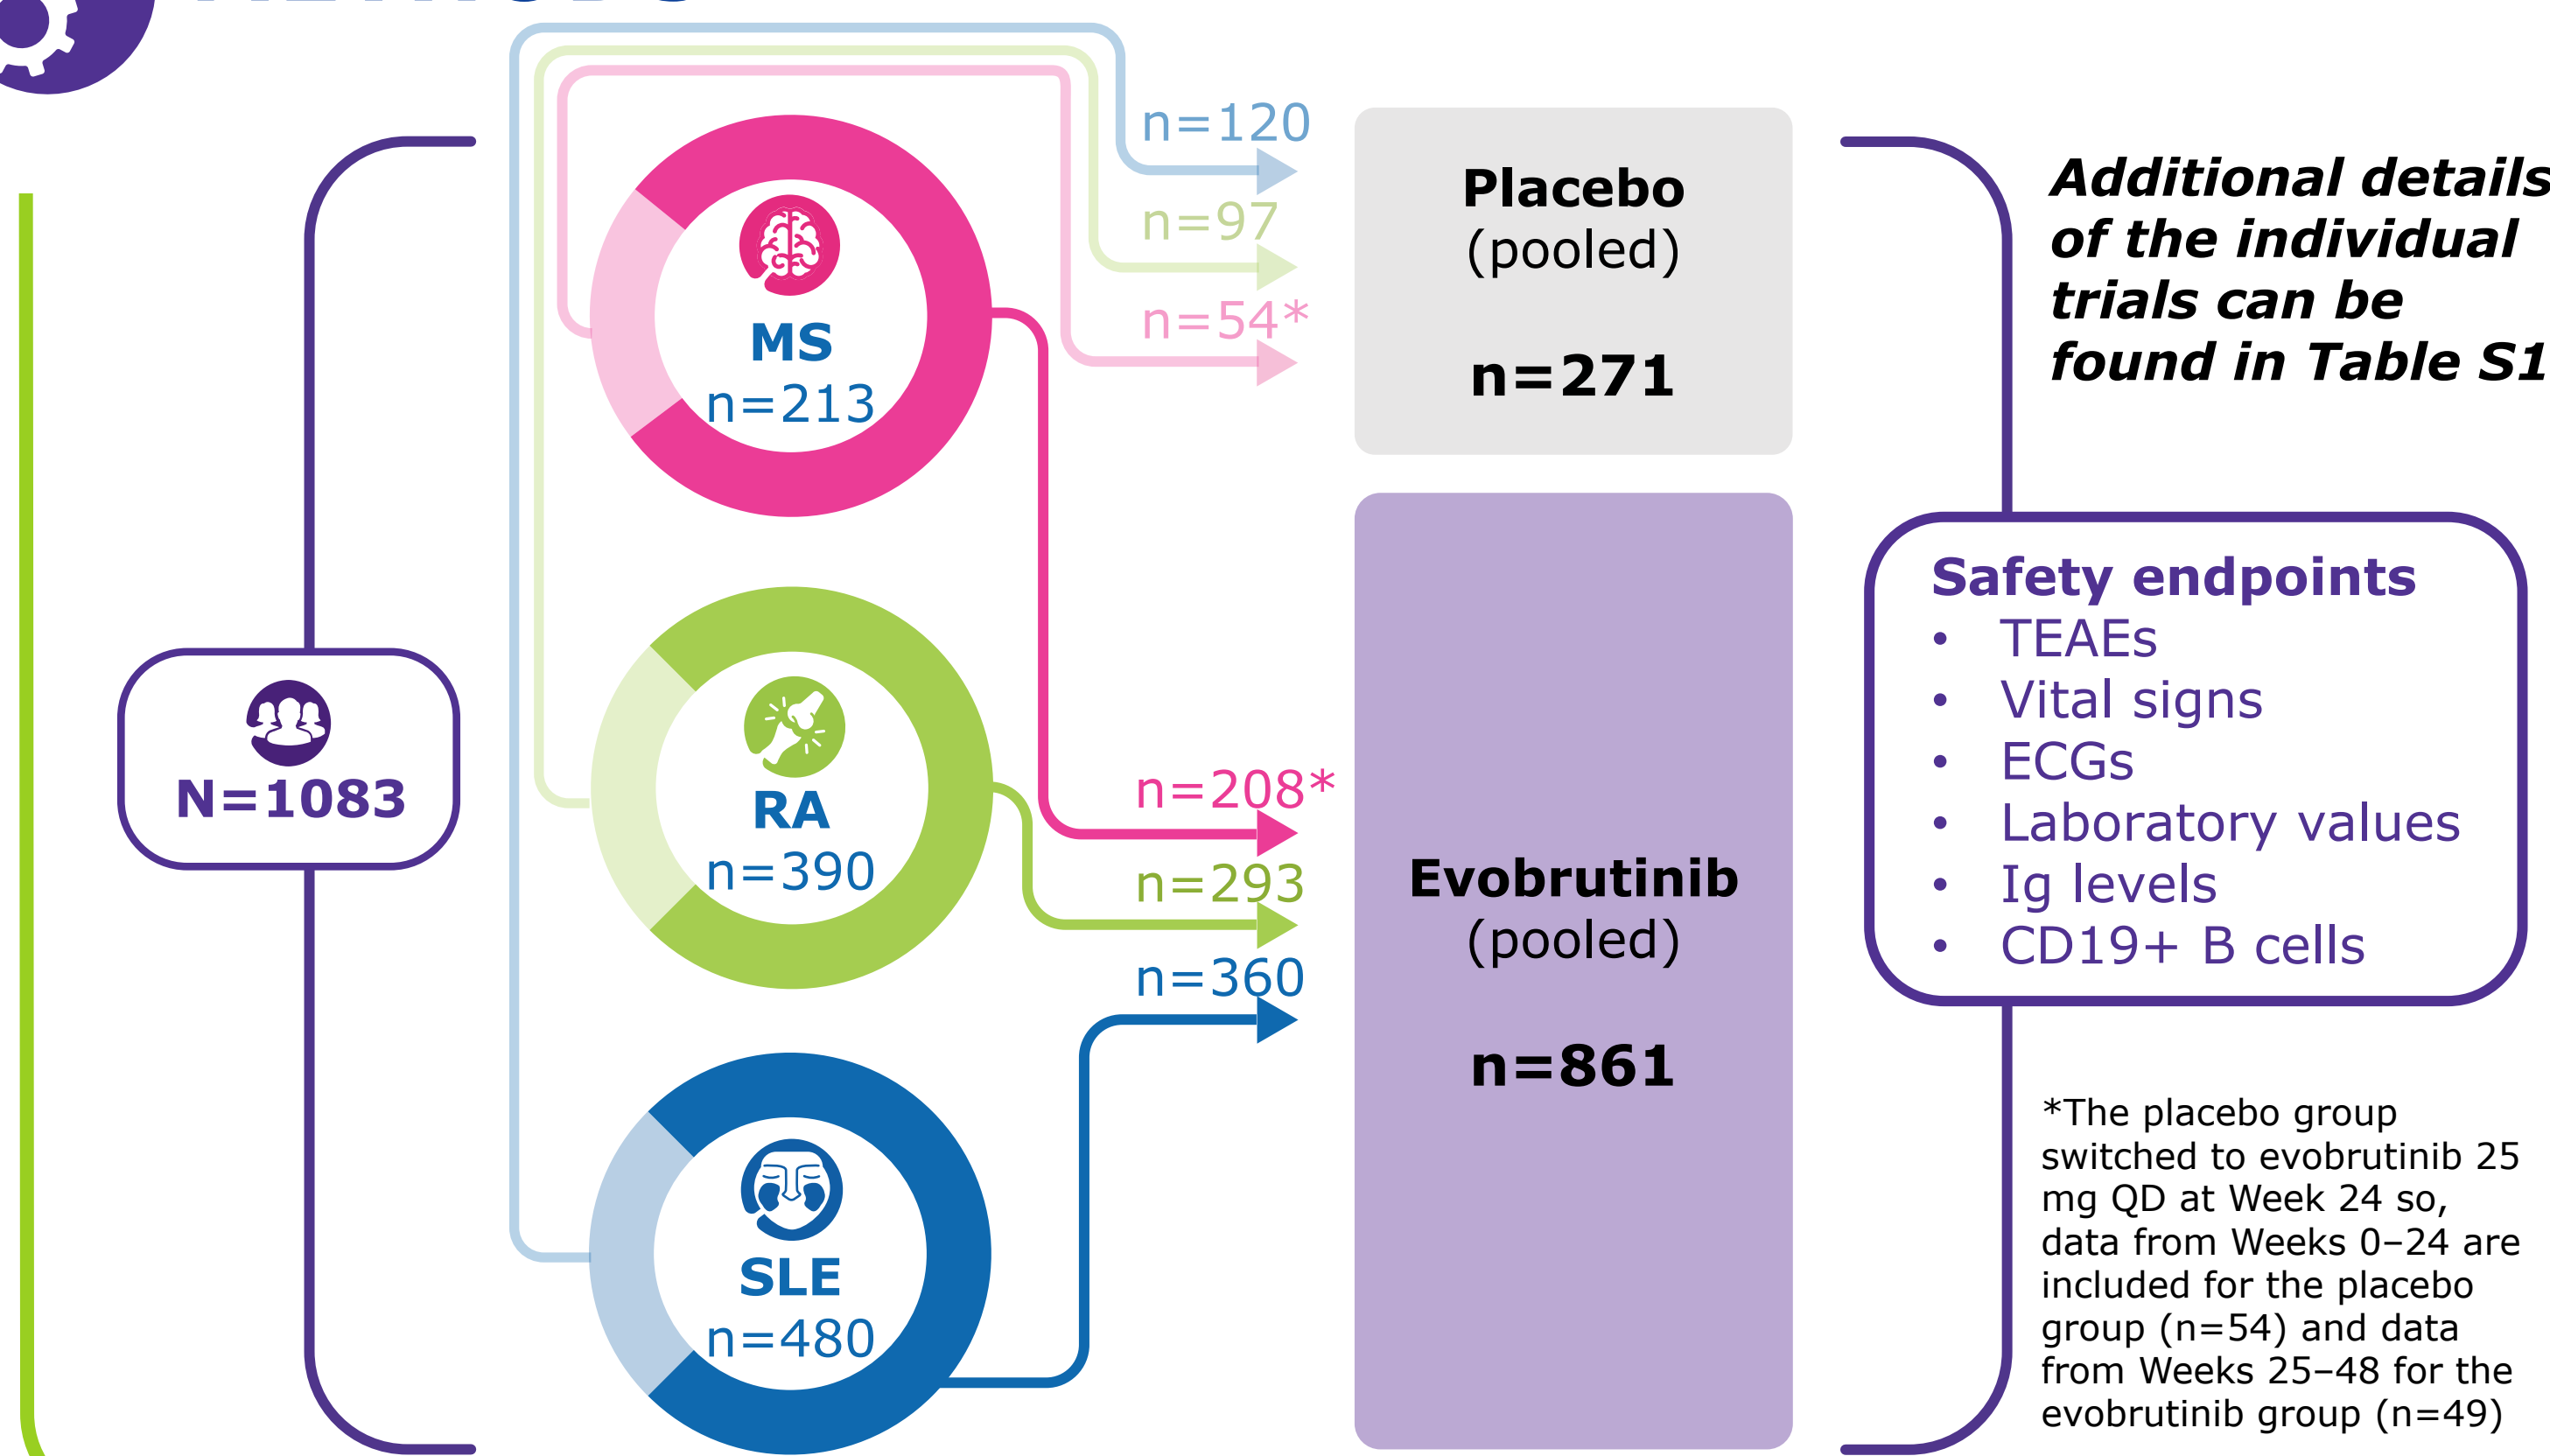 N=1083
MS
n=213
RA
n=390
SLE
n=480
n=120
n=97
n=54*
n=208*
n=293
n=360
Placebo
(pooled)
n=271
Evobrutinib
(pooled)
n=861
Additional details
of the individual
trials can be
found in Table S1
Safety endpoints
• TEAEs
• Vital signs
• ECGs
• Laboratory values
• Ig levels
• CD19+ B cells
*The placebo group
switched to evobrutinib 25
mg QD at Week 24 so,
data from Weeks 0–24 are
included for the placebo
group (n=54) and data
from Weeks 25–48 for the
evobrutinib group (n=49)